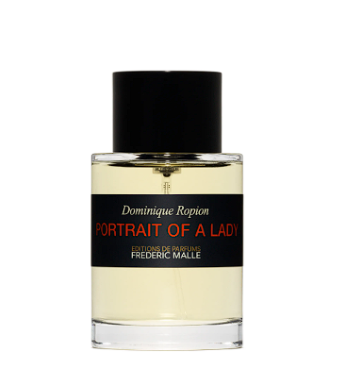 Dominique Ropion
PORTRAIT OF A LADY
EDITIONS DE PARFUMS
FREDERIC MALLE